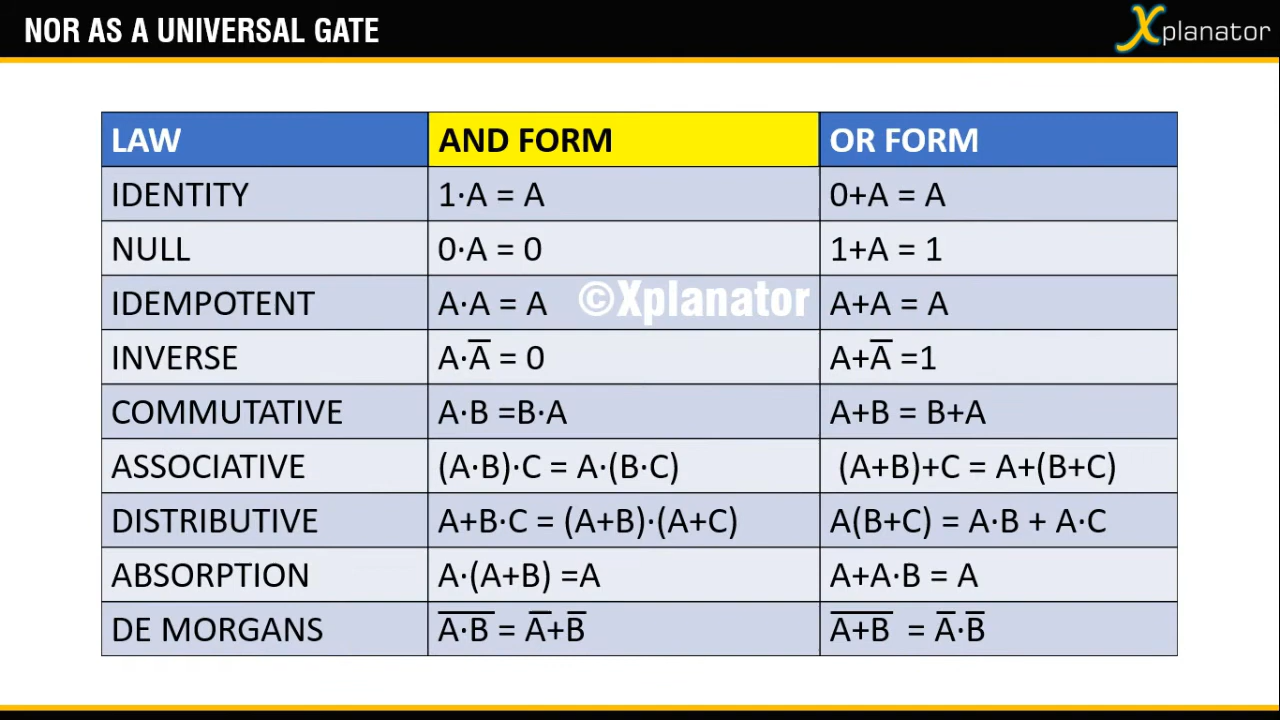 NOR AS A UNIVERSAL GATE
Xplanator
LAW AND FORM OR FORM
IDENTITY 1·A = A 0+A = A
NULL 0·A = 0 1+A = 1
IDEMPOTENT A·A = A ©Xplanator A+A = A
INVERSE A·A̅ = 0 A+A̅ =1
COMMUTATIVE A·B =B·A A+B = B+A
ASSOCIATIVE (A·B)·C = A·(B·C) (A+B)+C = A+(B+C)
DISTRIBUTIVE A+B·C = (A+B)·(A+C) A(B+C) = A·B + A·C
ABSORPTION A·(A+B) =A A+A·B = A
DE MORGANS A̅·̅B̅ = A̅+B̅ A̅+̅B̅ = A̅·B̅